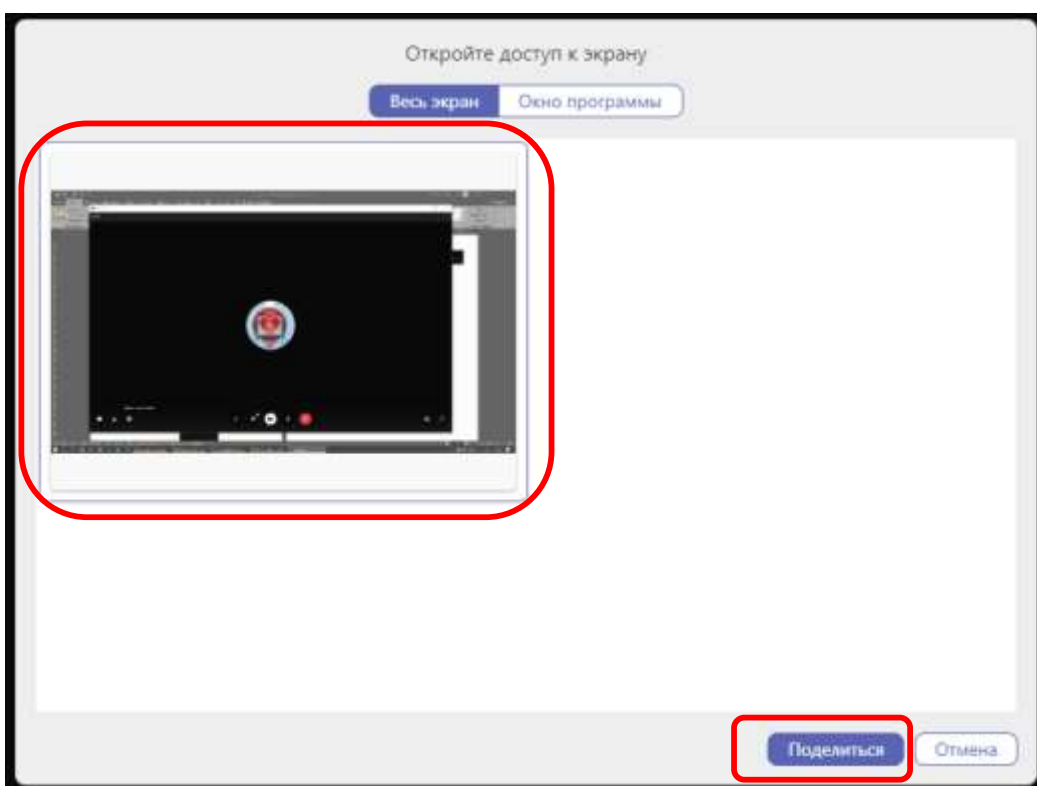 Откройте доступ к экрану
Весь экран Окно программы
Поделиться Отмена